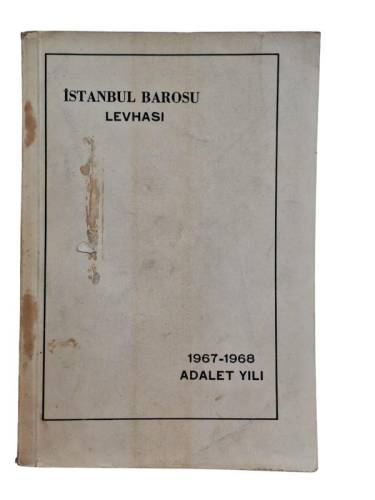 İSTANBUL BAROSU
LEVHASI
1967-1968
ADALET YILI